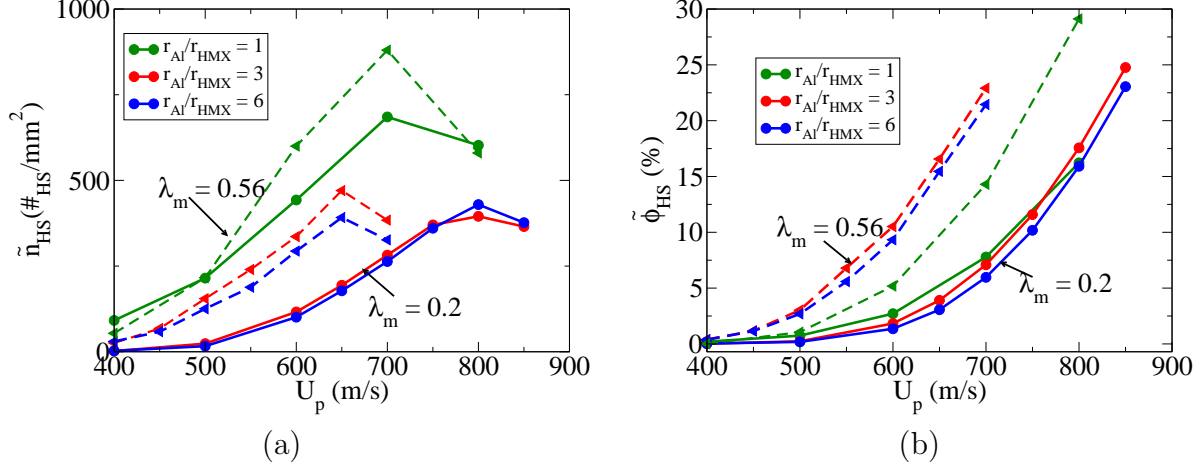 1000
750
500
250
0
ñ_HS(#_HS/mm²)
r_Al/r_HMX = 1
r_Al/r_HMX = 3
r_Al/r_HMX = 6
λ_m = 0.56
λ_m = 0.2
400 500 600 700 800 900
U_p (m/s)
(a)
30
25
20
15
10
5
0
ϕ̃_HS (%)
r_Al/r_HMX = 1
r_Al/r_HMX = 3
r_Al/r_HMX = 6
λ_m = 0.56
λ_m = 0.2
400 500 600 700 800 900
U_p (m/s)
(b)